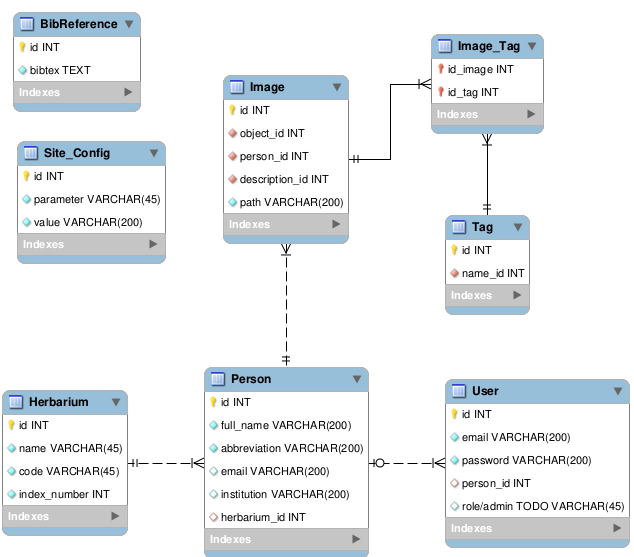 BibReference
id INT
bibtex TEXT
Indexes
Site_Config
id INT
parameter VARCHAR(45)
value VARCHAR(200)
Indexes
Image
id INT
object_id INT
person_id INT
description_id INT
path VARCHAR(200)
Indexes
Image_Tag
id_image INT
id_tag INT
Indexes
Tag
id INT
name_id INT
Indexes
Herbarium
id INT
name VARCHAR(45)
code VARCHAR(45)
index_number INT
Indexes
Person
id INT
full_name VARCHAR(200)
abbreviation VARCHAR(200)
email VARCHAR(200)
institution VARCHAR(200)
herbarium_id INT
Indexes
User
id INT
email VARCHAR(200)
password VARCHAR(200)
person_id INT
role/admin TODO VARCHAR(45)
Indexes